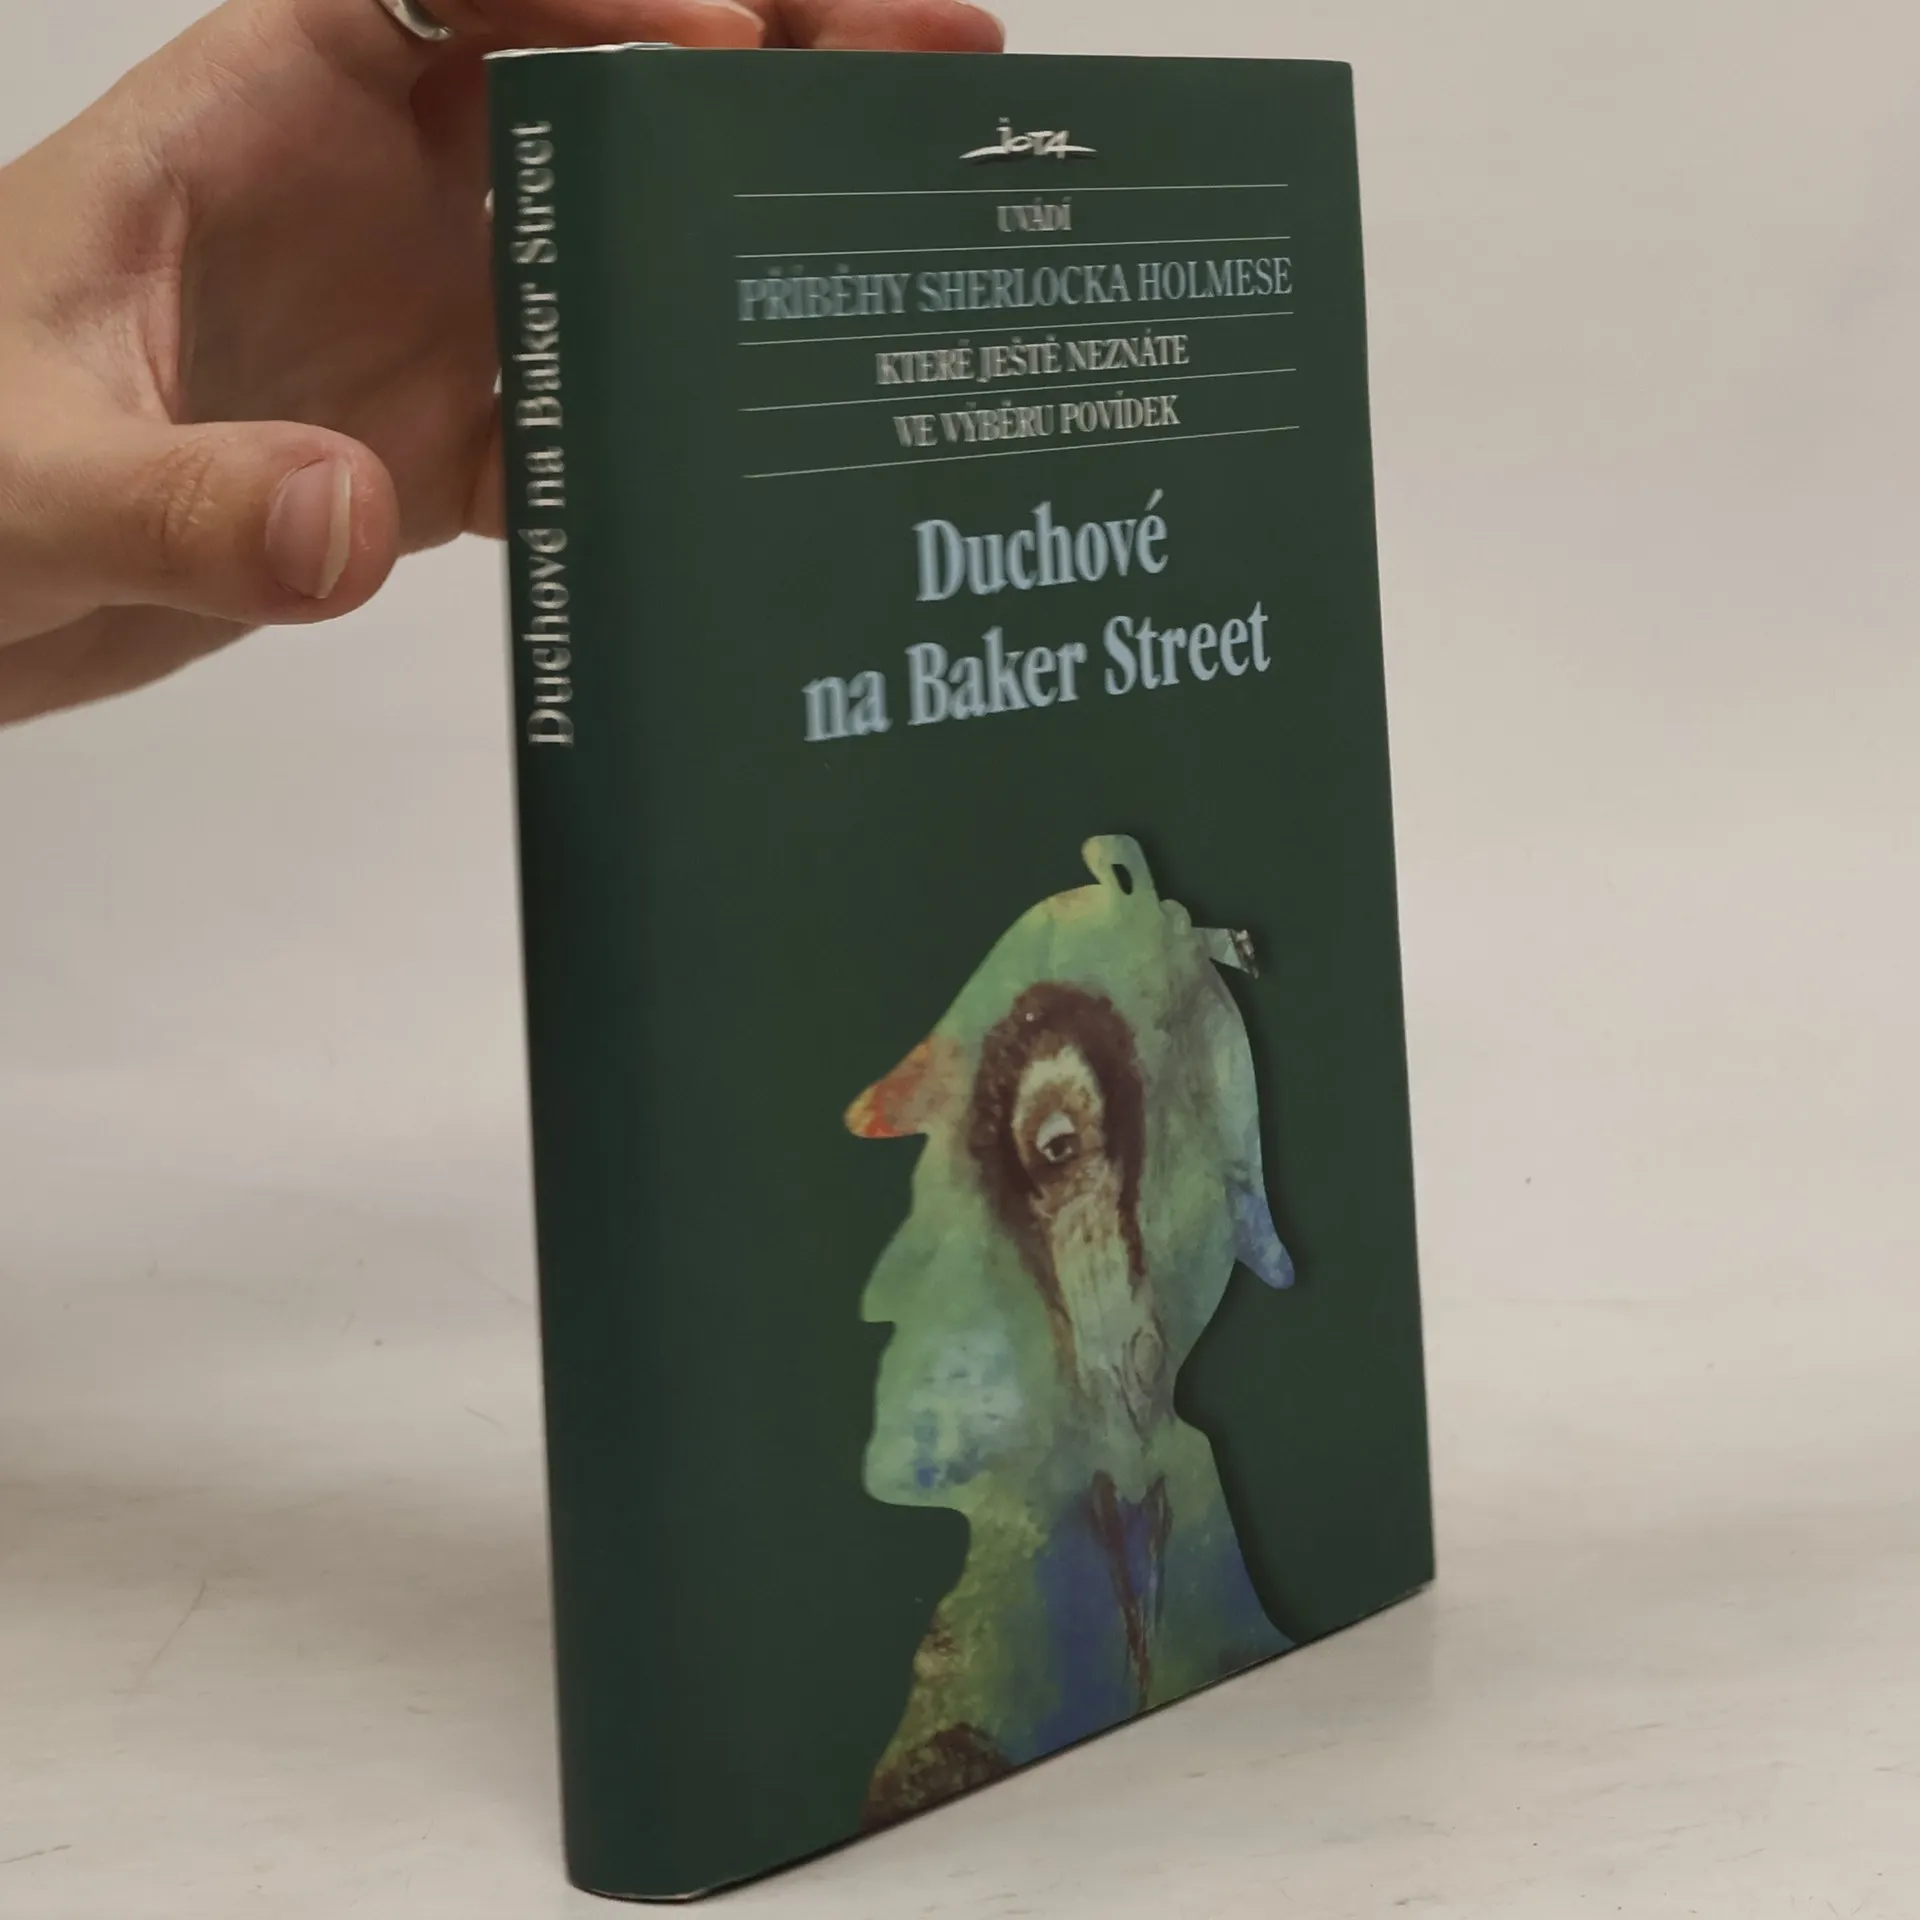 Duchové na Baker Street
JOTA
UVÁDÍ
PŘÍBĚHY SHERLOCKA HOLMESE
KTERÉ JEŠTĚ NEZNÁTE
VE VÝBĚRU POVÍDEK
Duchové
na Baker Street